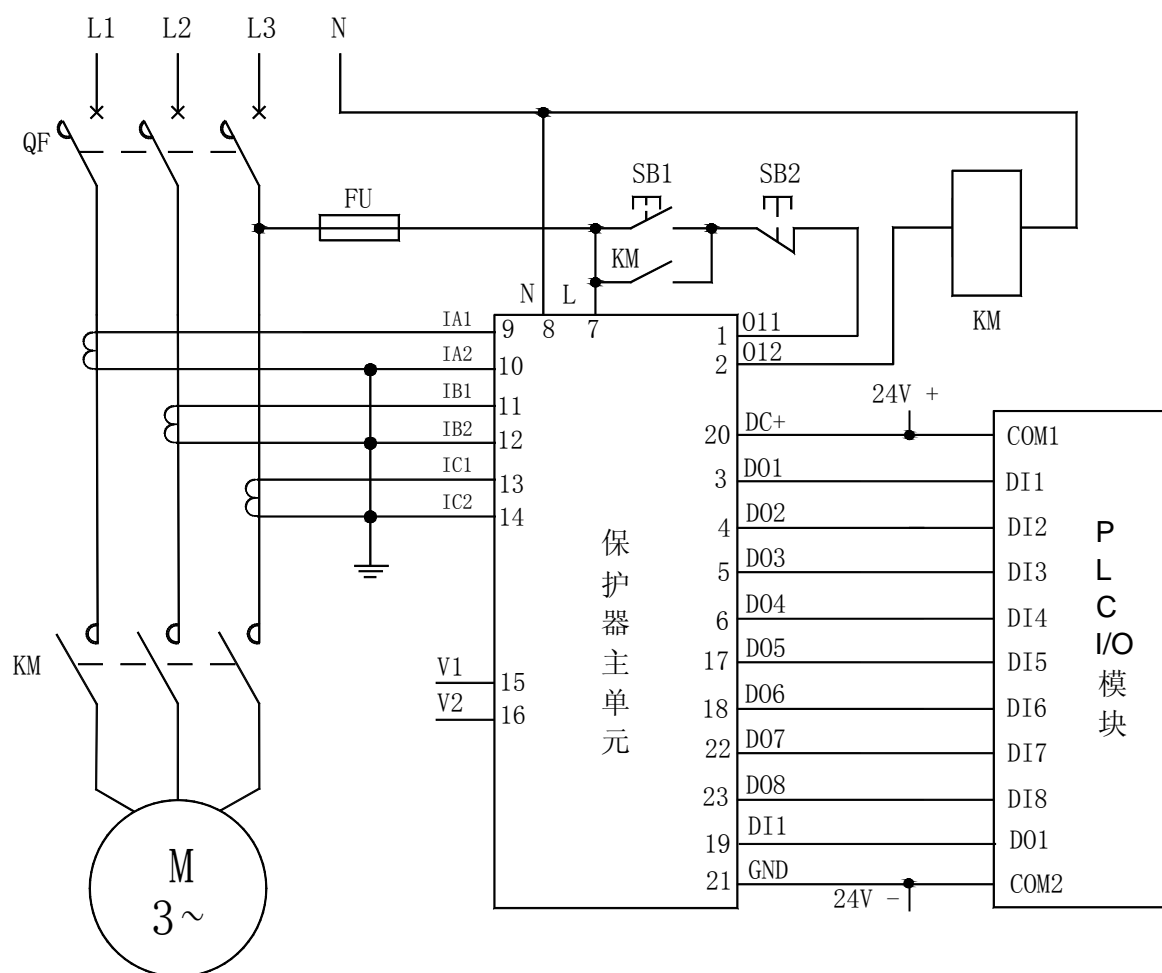 L1 L2 L3 N
QF
FU
SB1 SB2
KM
KM
N L
8 7
IA1 9
IA2 10
IB1 11
IB2 12
IC1 13
IC2 14
1 O11
2 O12
24V +
20 DC+ COM1
3 DO1 DI1
4 DO2 DI2
5 DO3 DI3
6 DO4 DI4
17 DO5 DI5
18 DO6 DI6
22 DO7 DI7
23 DO8 DI8
19 DI1 DO1
21 GND COM2
24V -
保护器主单元
PLC I/O模块
KM
V1 15
V2 16
M
3~